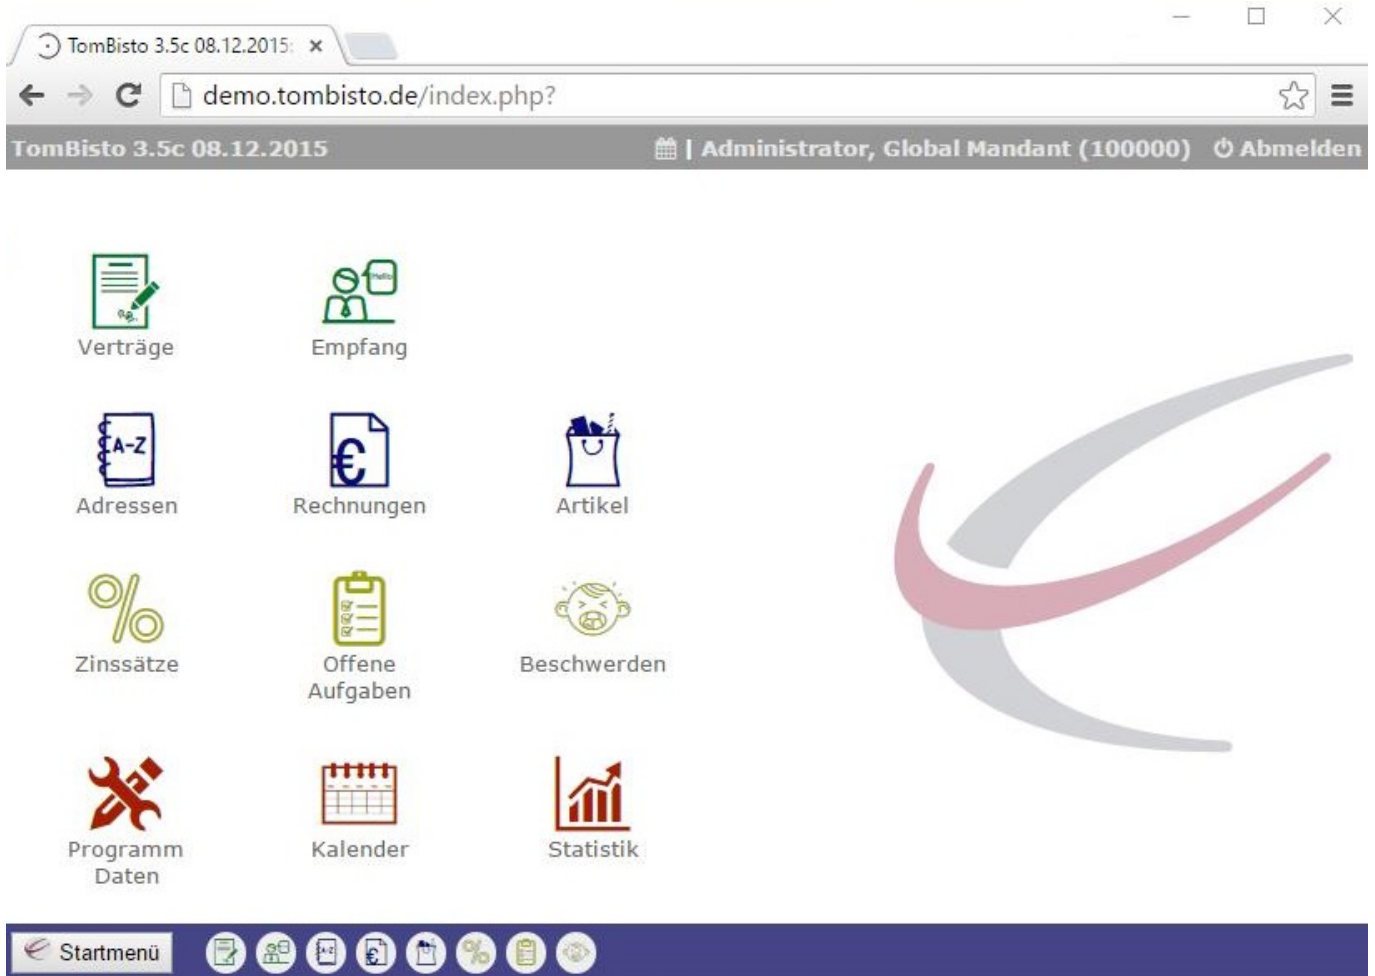 TomBisto 3.5c 08.12.2015:
demo.tombisto.de/index.php?
TomBisto 3.5c 08.12.2015 | Administrator, Global Mandant (100000) Abmelden
Hello
Verträge Empfang
A-Z
€
Adressen Rechnungen Artikel
%
Zinssätze Offene Aufgaben Beschwerden
Programm Daten Kalender Statistik
Startmenü A-Z € %